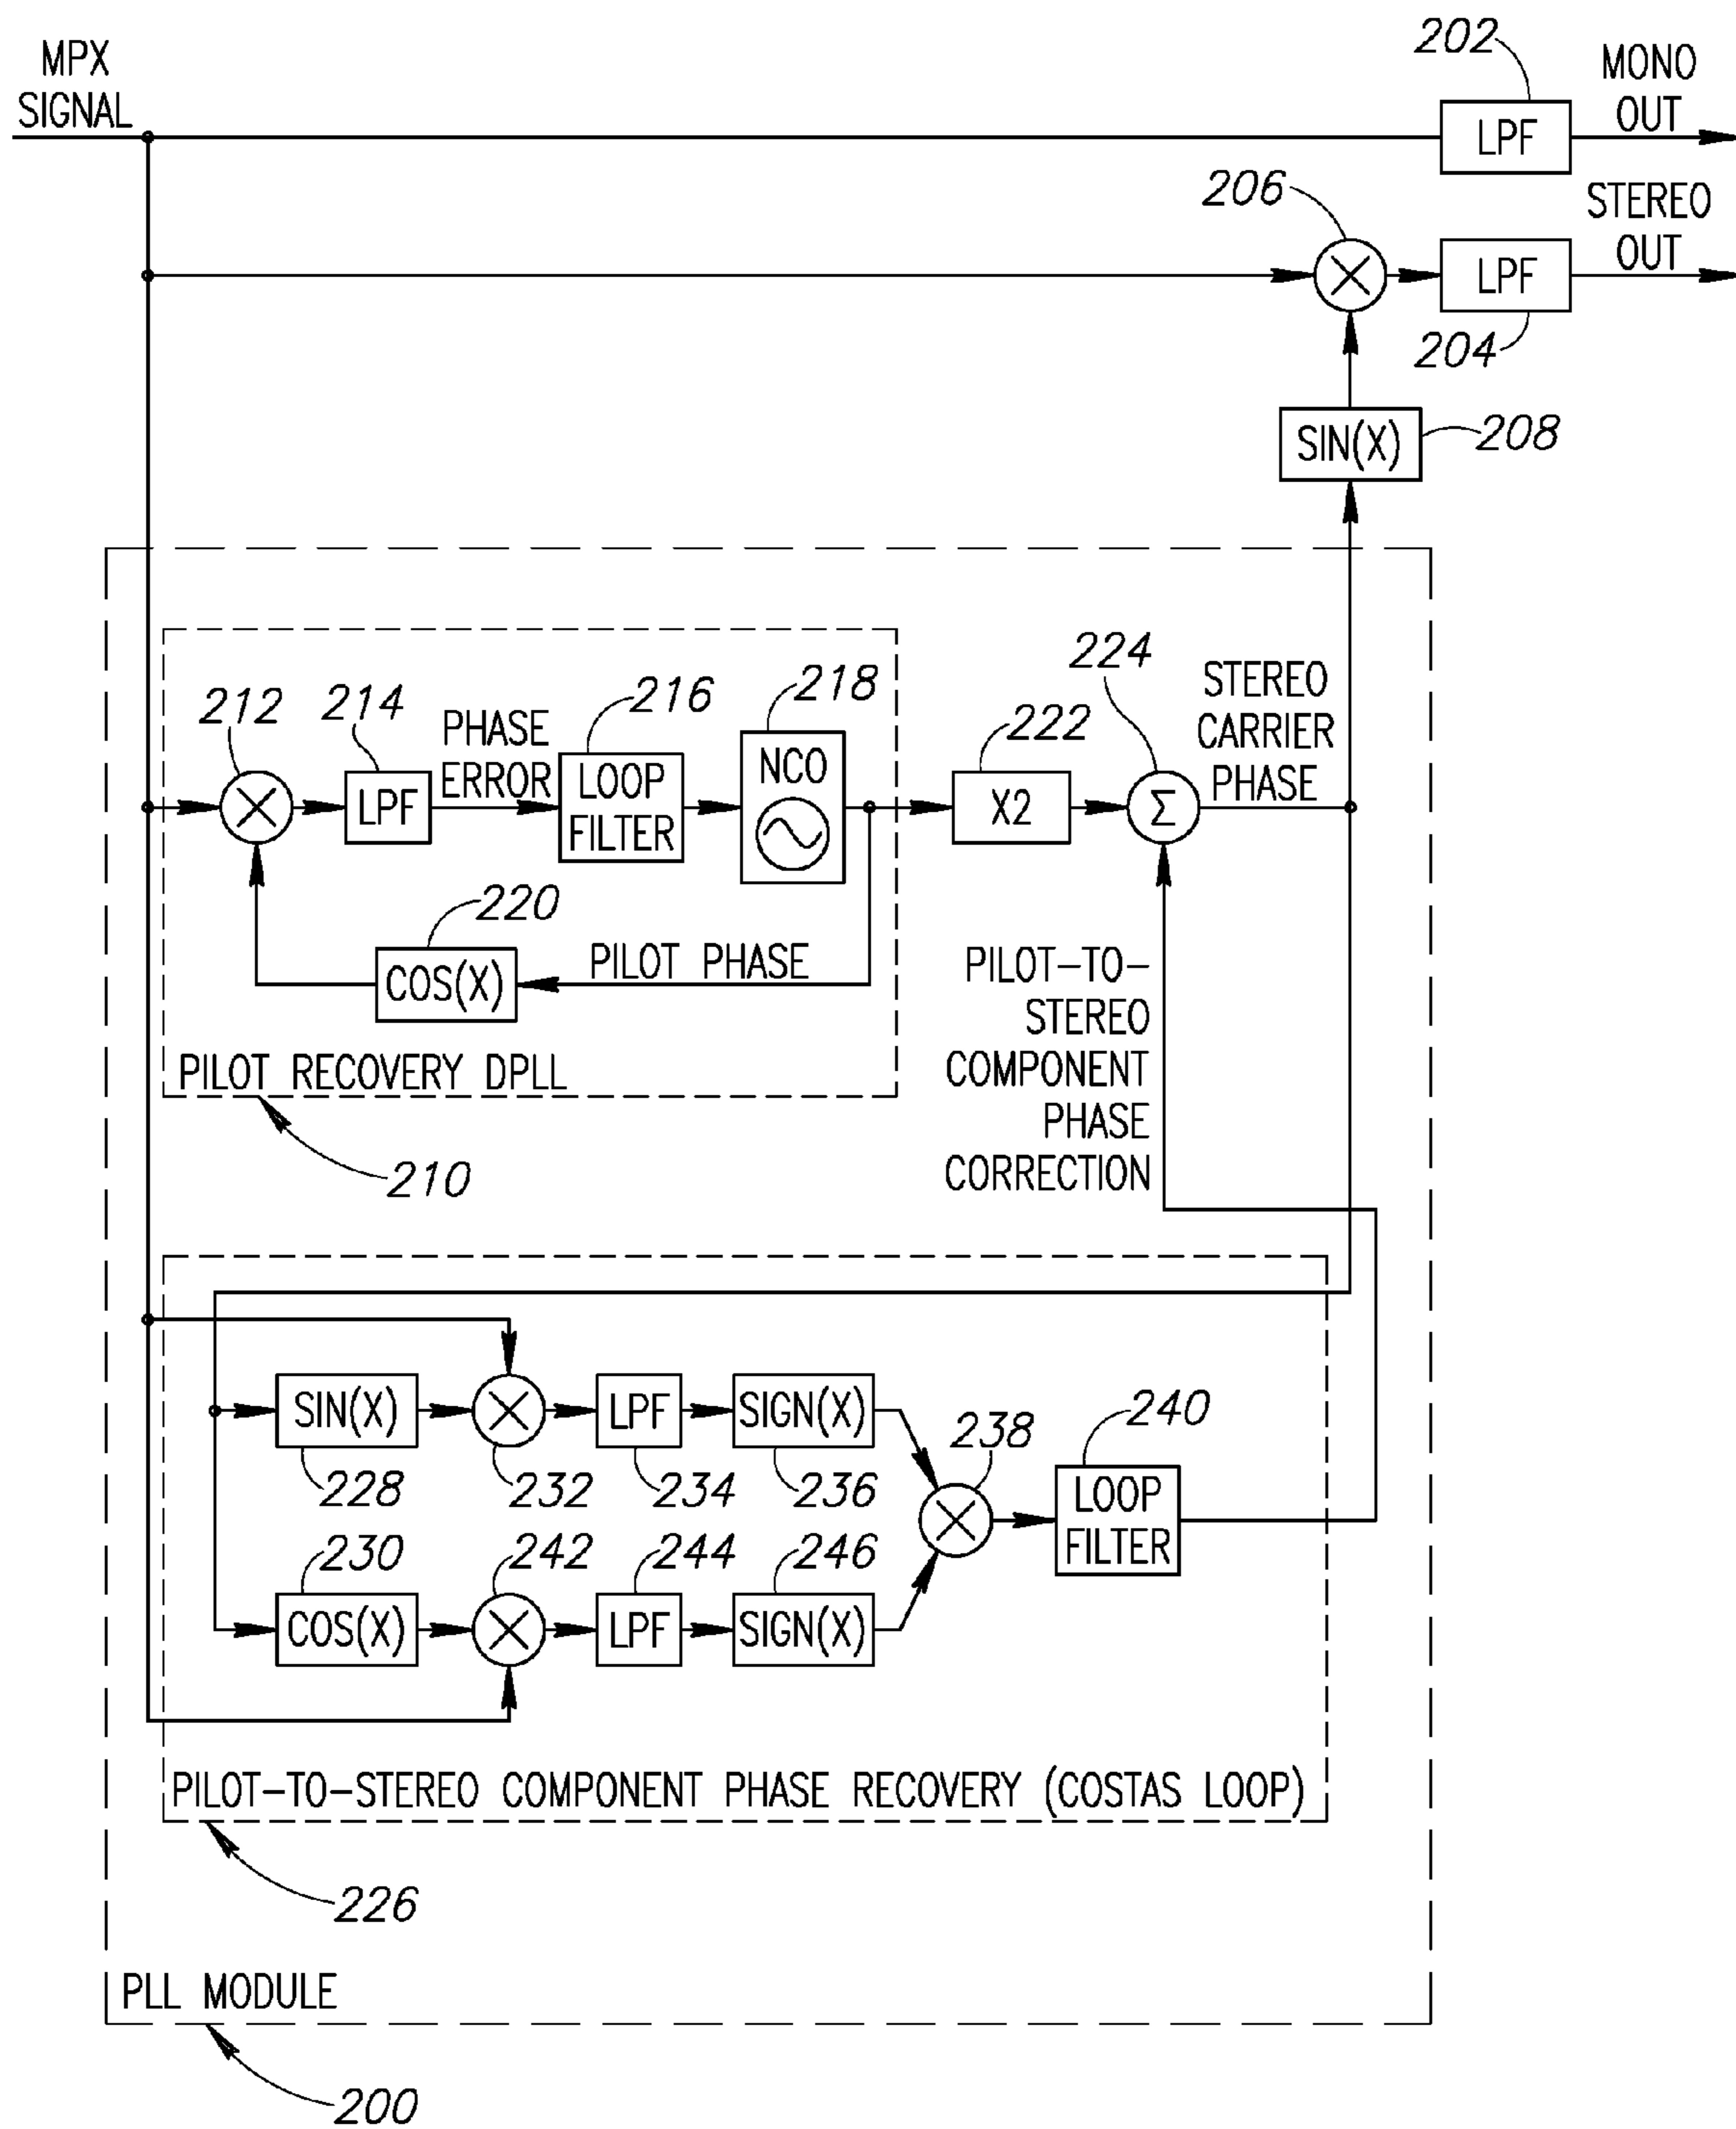 202
MPX
SIGNAL
MONO
OUT
LPF
206
STEREO
OUT
LPF
204
SIN(X)
208
224
STEREO
CARRIER
PHASE
212
214
PHASE
ERROR
216
218
222
LPF
LOOP
FILTER
NCO
X2
Σ
220
COS(X)
PILOT PHASE
PILOT-TO-
STEREO
COMPONENT
PHASE
CORRECTION
PILOT RECOVERY DPLL
210
SIN(X)
LPF
SIGN(X)
228
232
234
236
238
240
LOOP
FILTER
230
242
244
246
COS(X)
LPF
SIGN(X)
PILOT-TO-STEREO COMPONENT PHASE RECOVERY (COSTAS LOOP)
226
PLL MODULE
200